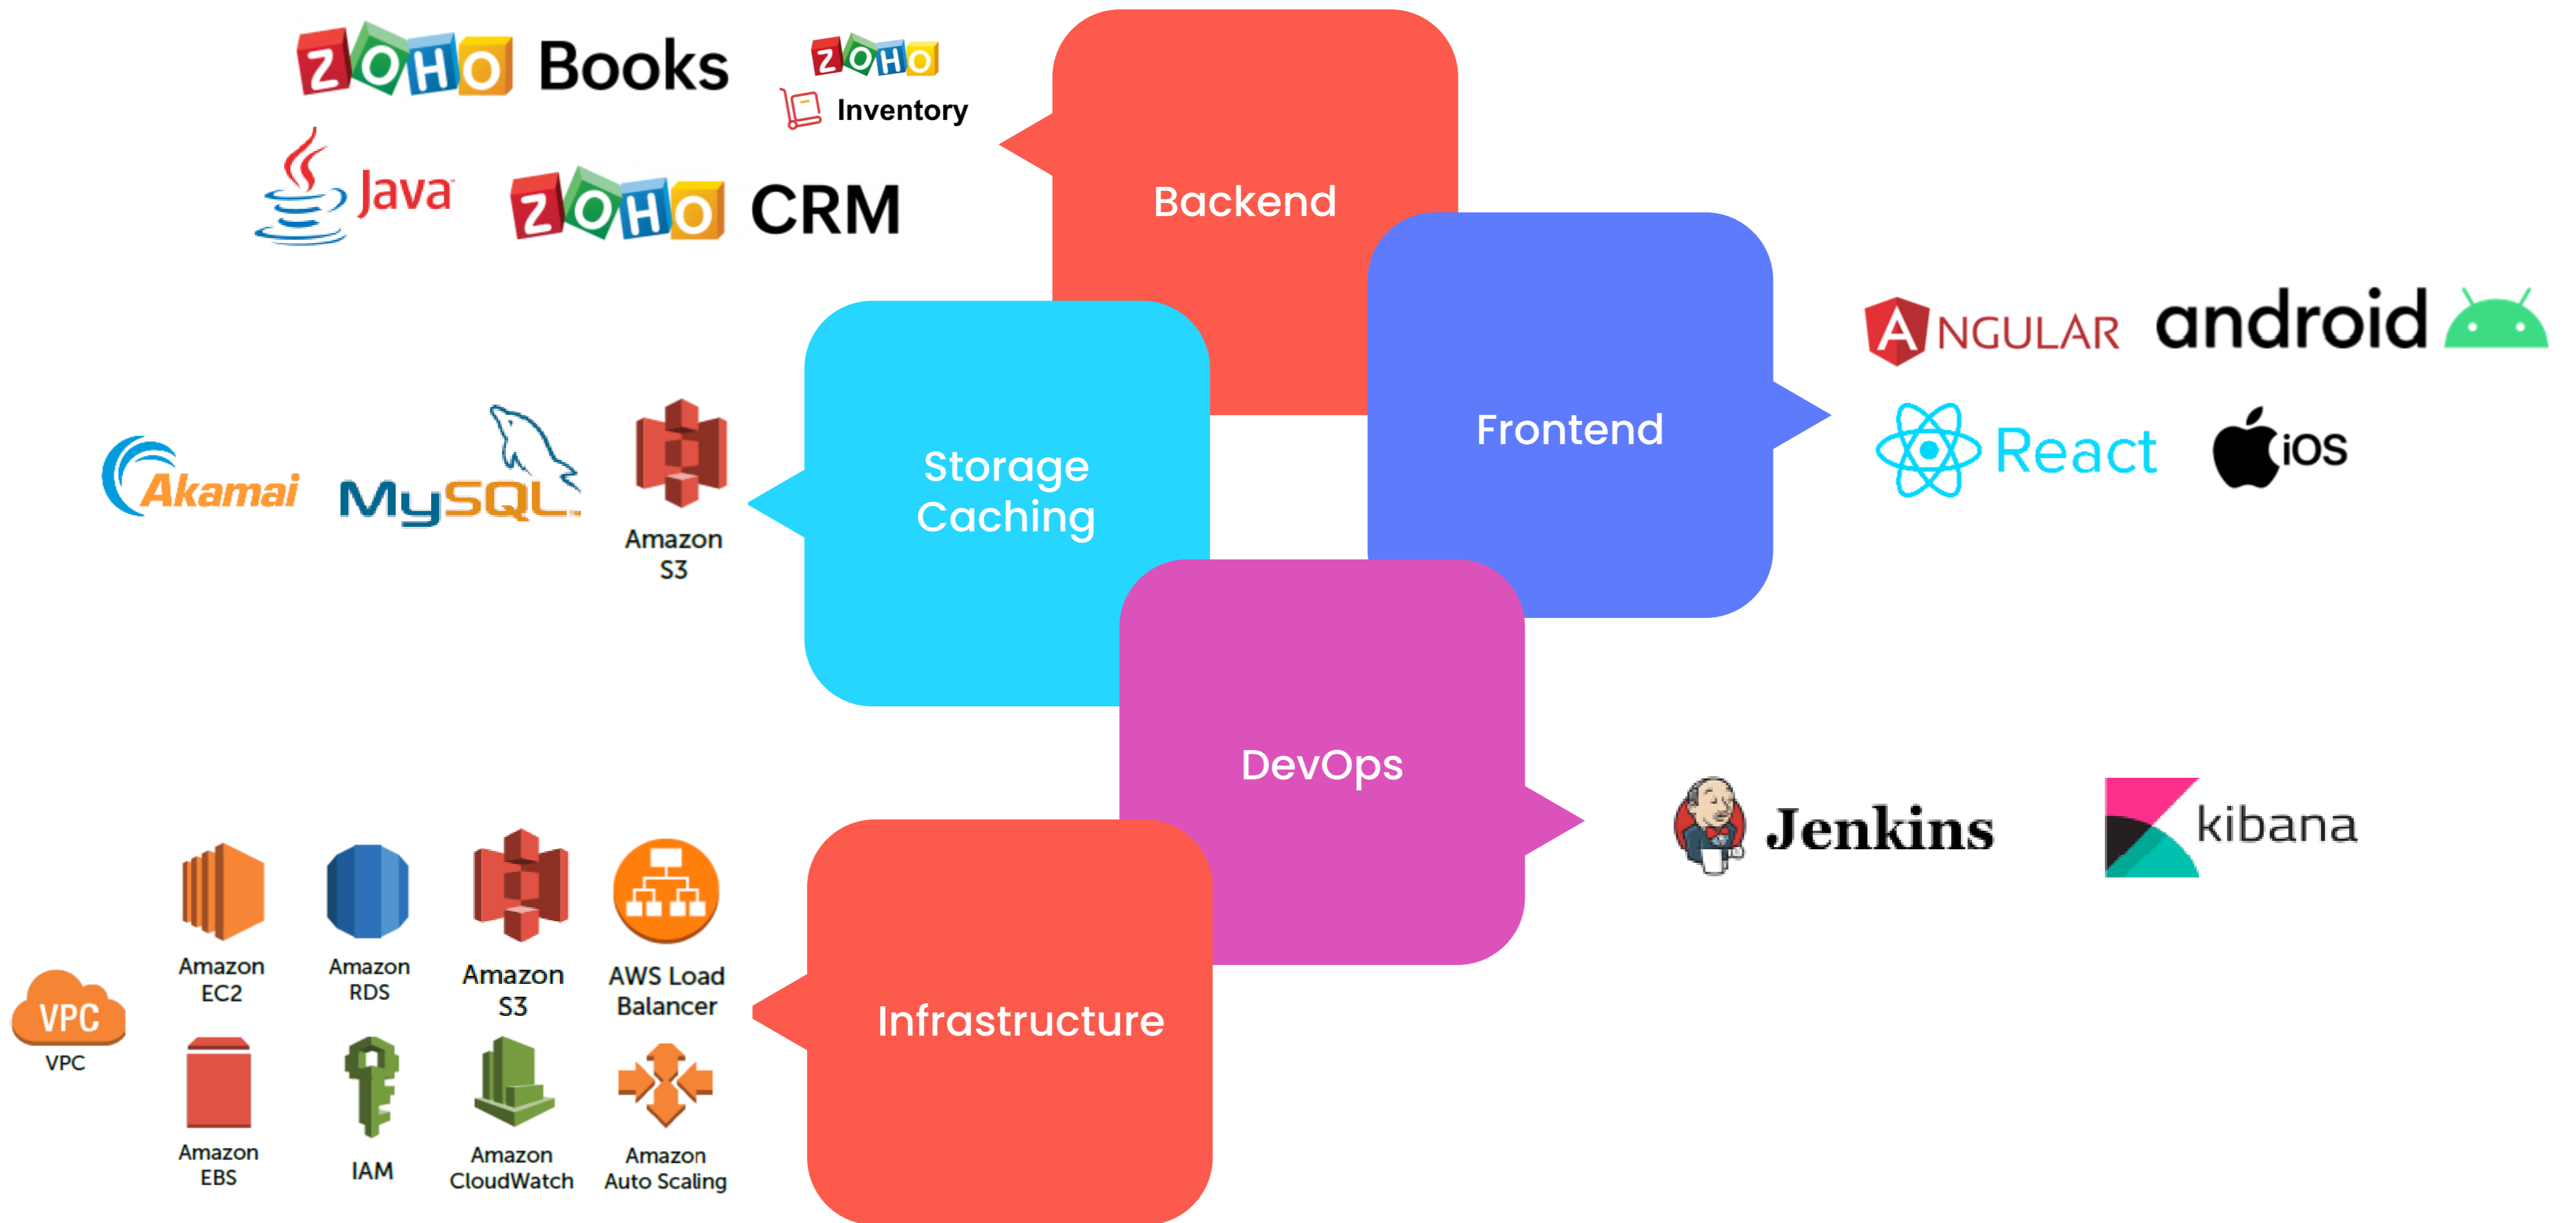 ZOHO Books
ZOHO
Inventory
Java
ZOHO CRM
Backend
Frontend
ANGULAR
android
React
iOS
Akamai
MySQL
Amazon
S3
Storage
Caching
DevOps
Jenkins
kibana
Infrastructure
VPC
VPC
Amazon
EC2
Amazon
RDS
Amazon
S3
AWS Load
Balancer
Amazon
EBS
IAM
Amazon
CloudWatch
Amazon
Auto Scaling